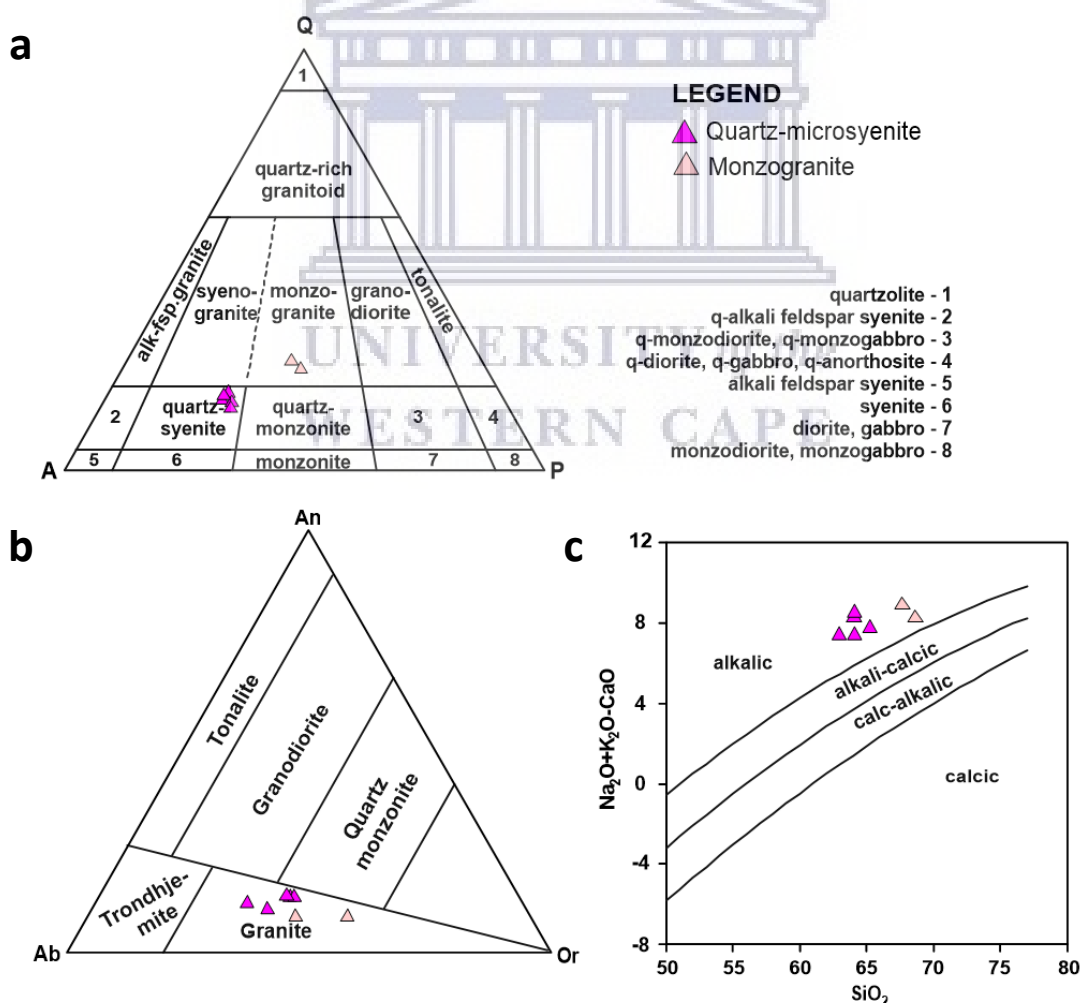 a
Q
1
quartz-rich
granitoid
alk-fsp.granite
syeno-
granite
monzo-
granite
grano-
diorite
tonalite
2
quartz-
syenite
quartz-
monzonite
3
4
5
6
monzonite
7
8
A
P
LEGEND
Quartz-microsyenite
Monzogranite
quartzolite - 1
q-alkali feldspar syenite - 2
q-monzodiorite, q-monzogabbro - 3
q-diorite, q-gabbro, q-anorthosite - 4
alkali feldspar syenite - 5
syenite - 6
diorite, gabbro - 7
monzodiorite, monzogabbro - 8
UNIVERSITY of the
WESTERN CAPE
b
An
Tonalite
Granodiorite
Quartz
monzonite
Trondhje-
mite
Granite
Ab
Or
c
12
8
4
0
-4
-8
Na₂O+K₂O-CaO
alkalic
alkali-calcic
calc-alkalic
calcic
50
55
60
65
70
75
80
SiO₂